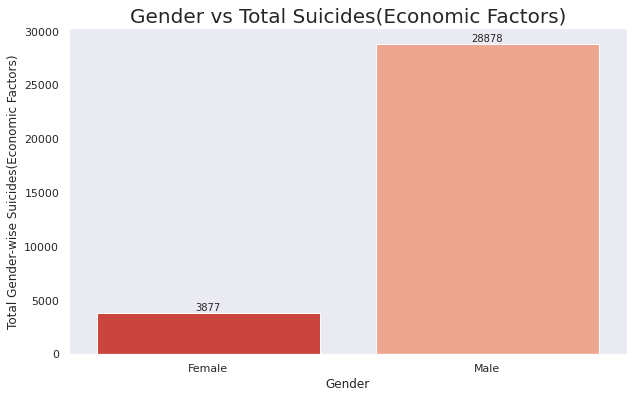 Gender vs Total Suicides(Economic Factors)
Total Gender-wise Suicides(Economic Factors)
30000
25000
20000
15000
10000
5000
0
3877
28878
Female
Male
Gender